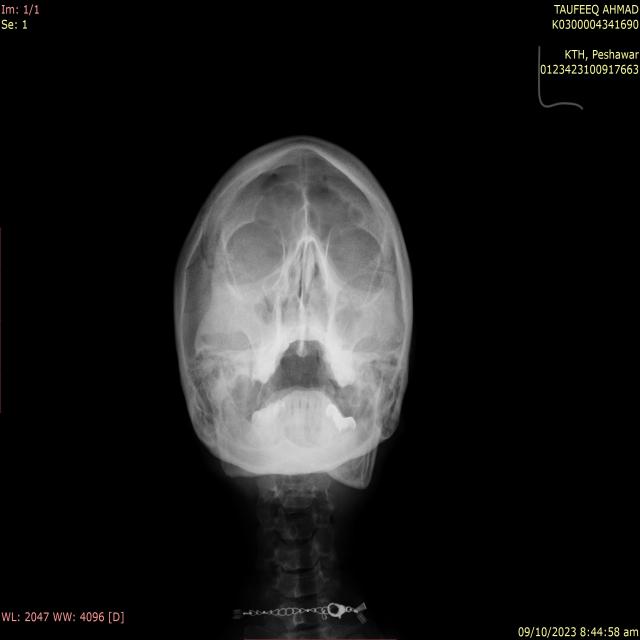 Im: 1/1
Se: 1
TAUFEEQ AHMAD
K0300004341690
KTH, Peshawar
0123423100917663
WL: 2047 WW: 4096 [D]
09/10/2023 8:44:58 am